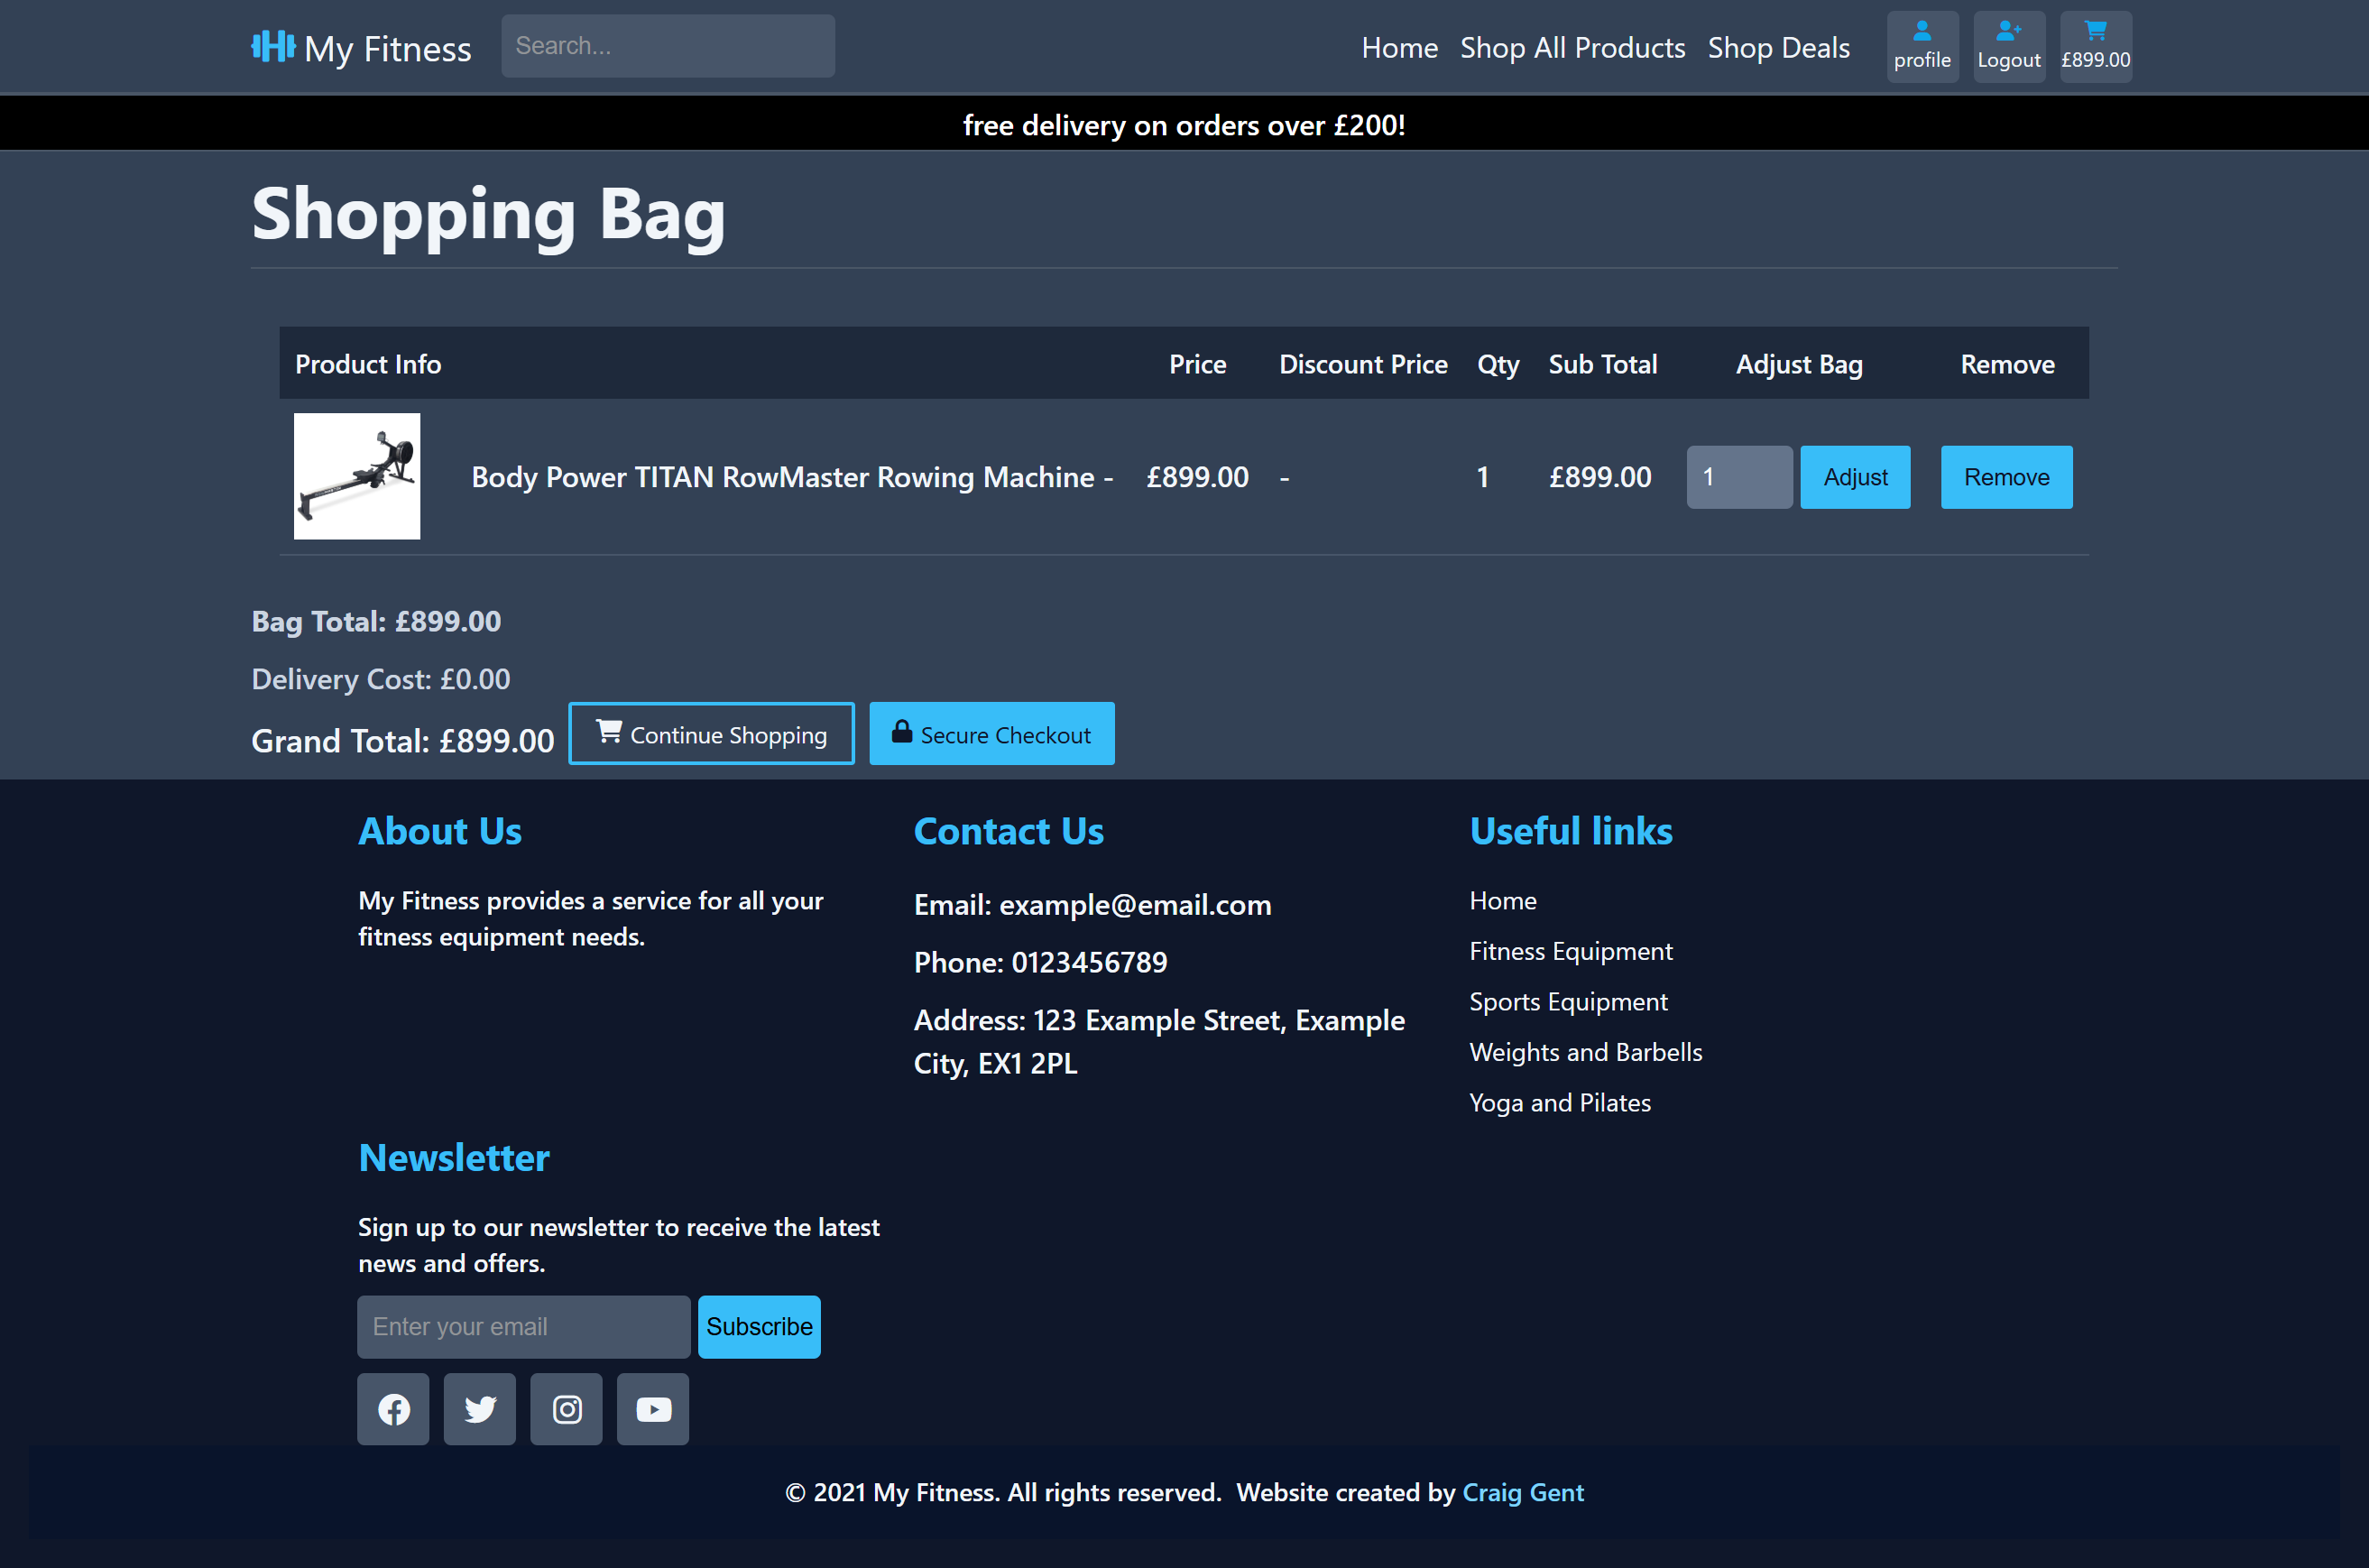 My Fitness
Search...
Home Shop All Products Shop Deals
profile
Logout
£899.00
free delivery on orders over £200!
Shopping Bag
Product Info Price Discount Price Qty Sub Total Adjust Bag Remove
Body Power TITAN RowMaster Rowing Machine - £899.00 - 1 £899.00 1 Adjust Remove
Bag Total: £899.00
Delivery Cost: £0.00
Grand Total: £899.00 Continue Shopping Secure Checkout
About Us
My Fitness provides a service for all your
fitness equipment needs.
Contact Us
Email: example@email.com
Phone: 0123456789
Address: 123 Example Street, Example
City, EX1 2PL
Useful links
Home
Fitness Equipment
Sports Equipment
Weights and Barbells
Yoga and Pilates
Newsletter
Sign up to our newsletter to receive the latest
news and offers.
Enter your email Subscribe
© 2021 My Fitness. All rights reserved. Website created by Craig Gent